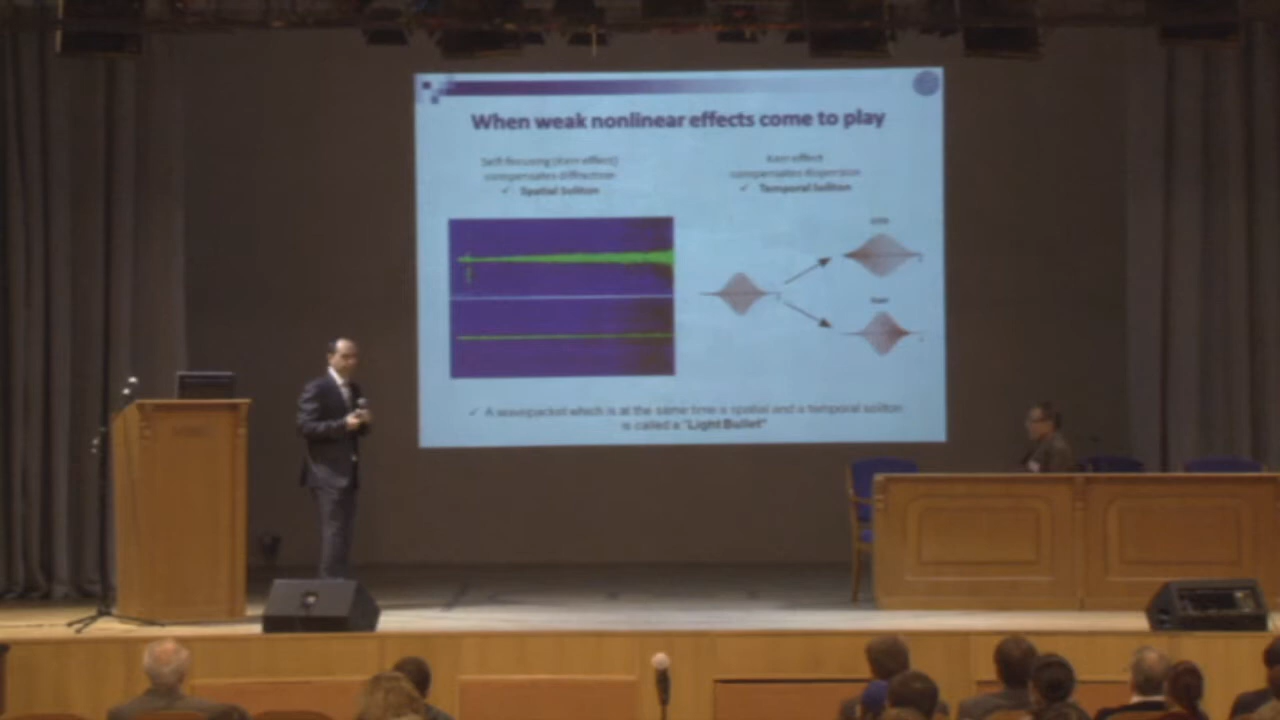 When weak nonlinear effects come to play
Self-focusing (Kerr effect)
compensates diffraction
✓ Spatial Soliton
Kerr effect
compensates dispersion
✓ Temporal Soliton
✓ A wavepacket which is at the same time a spatial and a temporal soliton
is called a "Light Bullet"